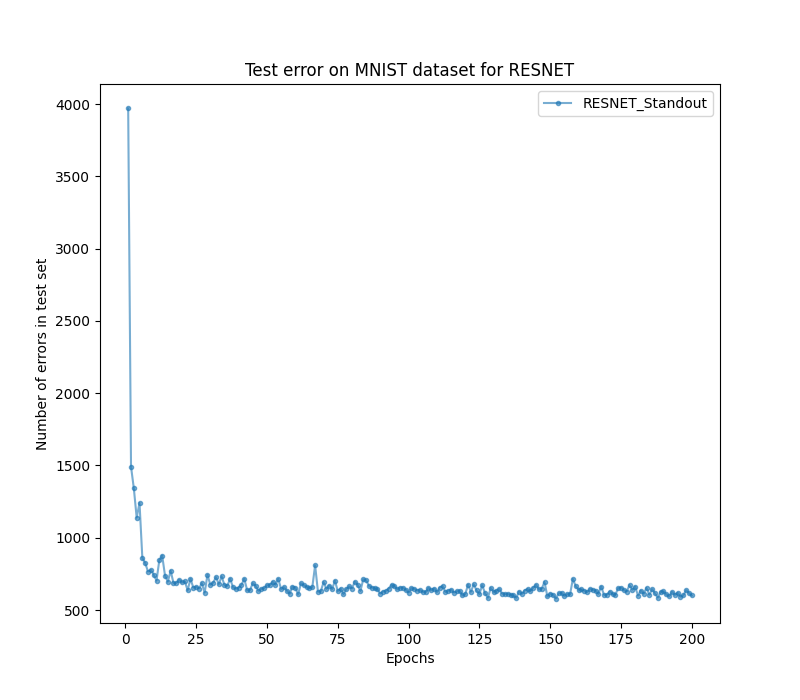 Test error on MNIST dataset for RESNET
RESNET_Standout
4000
3500
3000
2500
2000
1500
1000
500
Number of errors in test set
0 25 50 75 100 125 150 175 200
Epochs